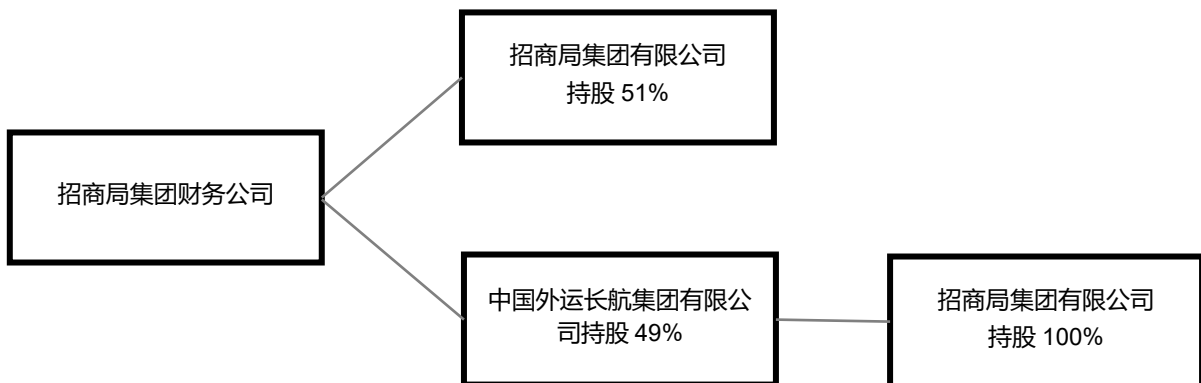 招商局集团有限公司
持股 51%
招商局集团财务公司
中国外运长航集团有限公
司持股 49%
招商局集团有限公司
持股 100%